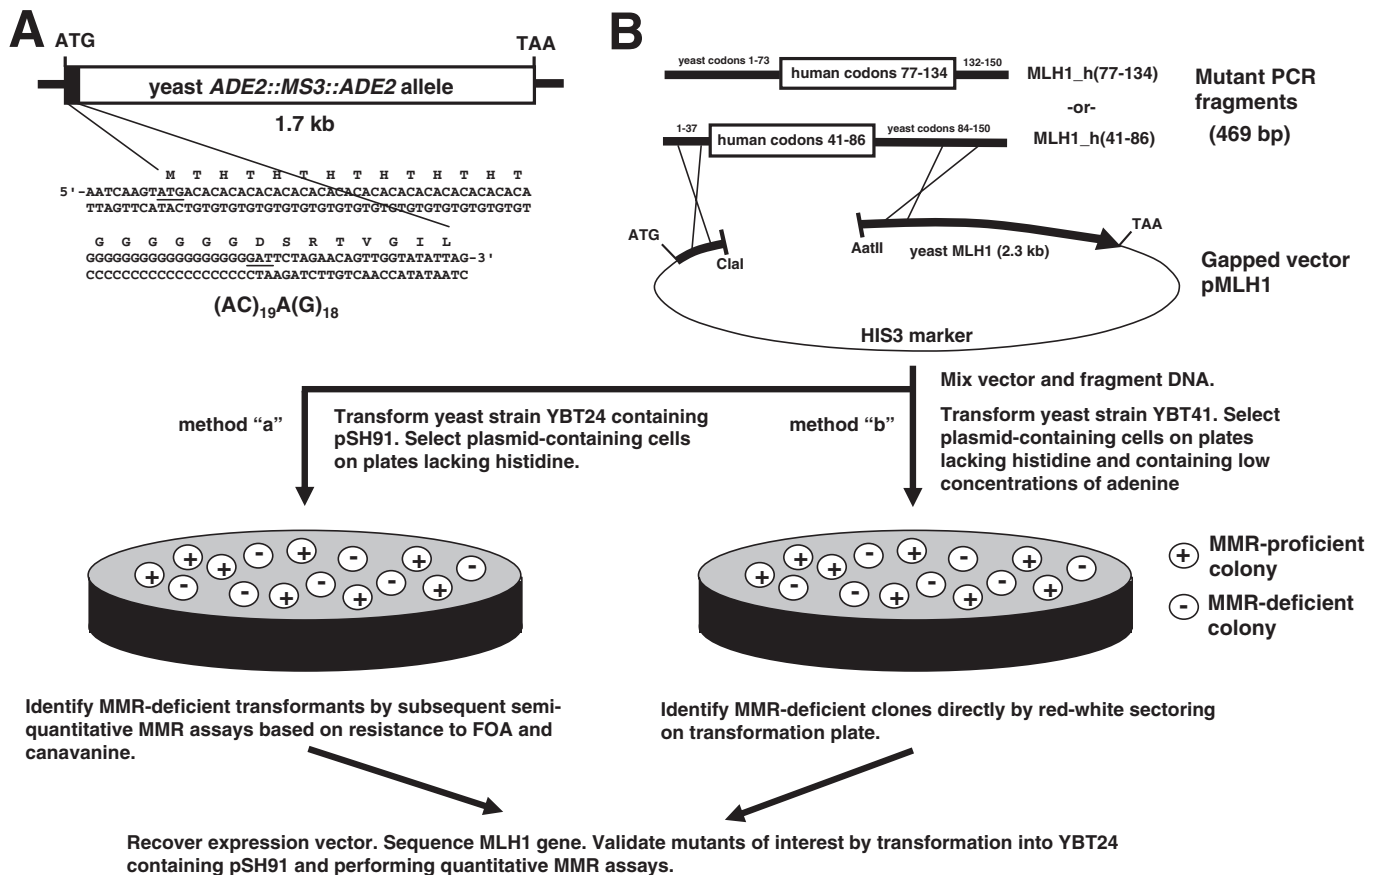 A
ATG
TAA
yeast ADE2::MS3::ADE2 allele
1.7 kb
M T H T H T H T H T H T H T
5'-AATCAAGTATGACACACACACACACACACACACACACACACACACACACA
TTAGTTCATACTGTGTGTGTGTGTGTGTGTGTGTGTGTGTGTGTGTGTGT
G G G G G G D S R T V G I L
GGGGGGGGGGGGGGGGGGGATTCTAGAACAGTTGGTATATTAG-3'
CCCCCCCCCCCCCCCCCCCTAAGATCTTGTCAACCATATAATC
(AC)19A(G)18
B
yeast codons 1-73
human codons 77-134
132-150
MLH1_h(77-134)
-or-
1-37
human codons 41-86
yeast codons 84-150
MLH1_h(41-86)
Mutant PCR
fragments
(469 bp)
ATG
ClaI
AatII
yeast MLH1 (2.3 kb)
TAA
HIS3 marker
Gapped vector
pMLH1
Mix vector and fragment DNA.
method “a”
Transform yeast strain YBT24 containing
pSH91. Select plasmid-containing cells
on plates lacking histidine.
method “b”
Transform yeast strain YBT41. Select
plasmid-containing cells on plates
lacking histidine and containing low
concentrations of adenine
+ MMR-proficient
colony
- MMR-deficient
colony
Identify MMR-deficient transformants by subsequent semi-
quantitative MMR assays based on resistance to FOA and
canavanine.
Identify MMR-deficient clones directly by red-white sectoring
on transformation plate.
Recover expression vector. Sequence MLH1 gene. Validate mutants of interest by transformation into YBT24
containing pSH91 and performing quantitative MMR assays.